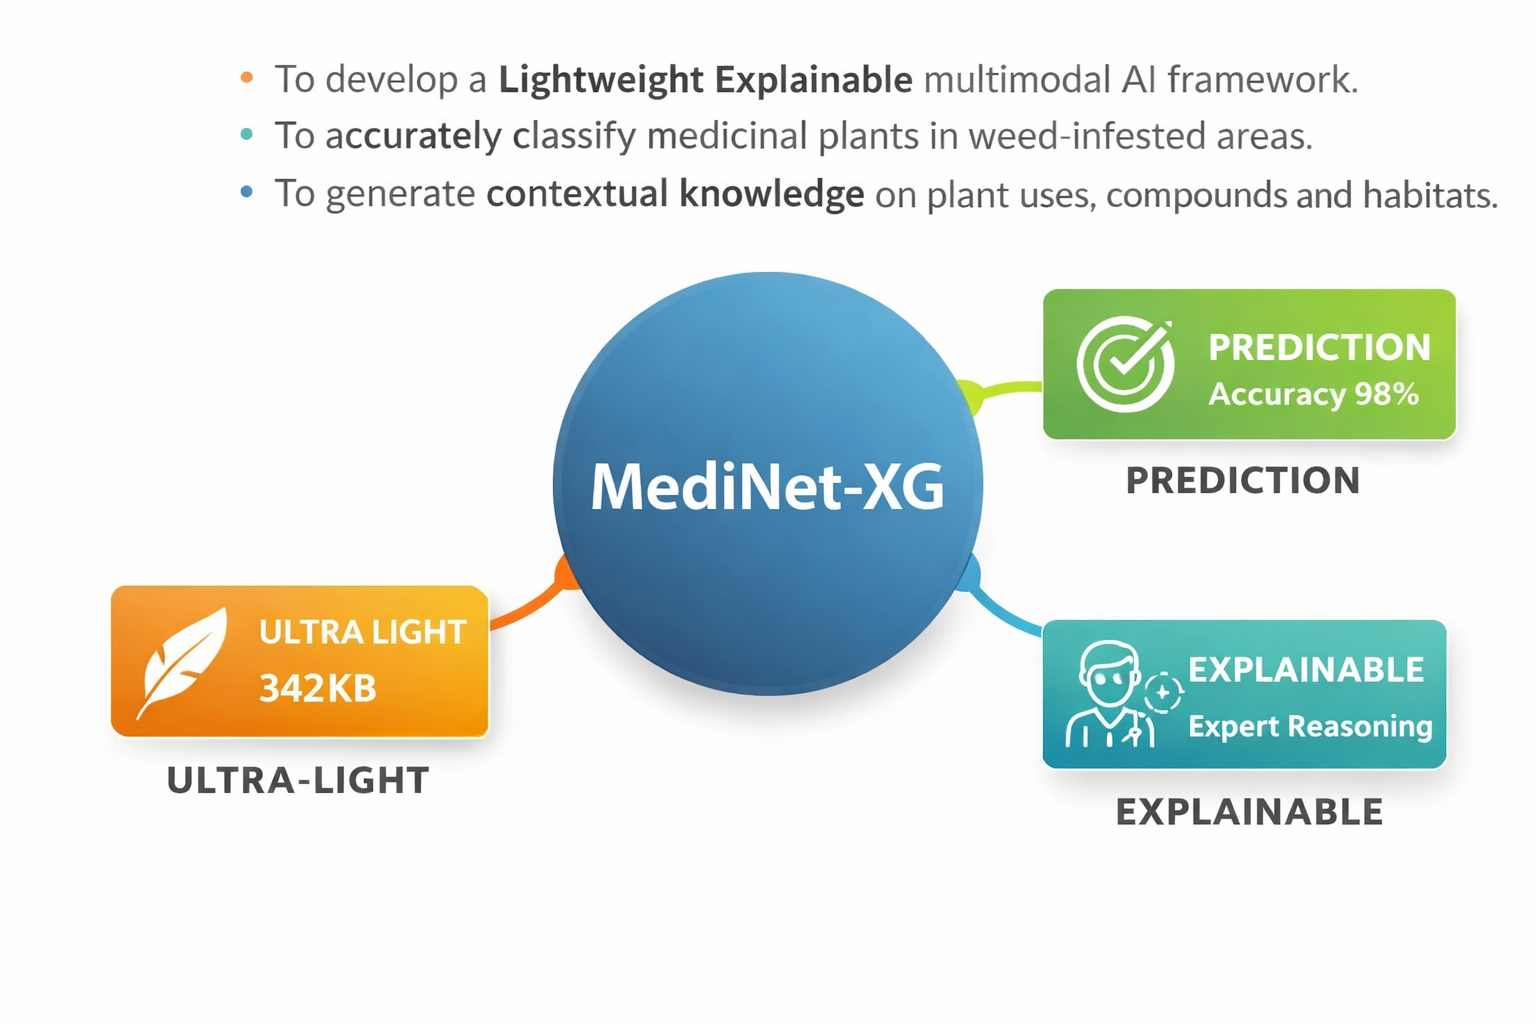 • To develop a Lightweight Explainable multimodal AI framework.
• To accurately classify medicinal plants in weed-infested areas.
• To generate contextual knowledge on plant uses, compounds and habitats.
MediNet-XG
PREDICTION
Accuracy 98%
PREDICTION
ULTRA LIGHT
342KB
ULTRA-LIGHT
EXPLAINABLE
Expert Reasoning
EXPLAINABLE